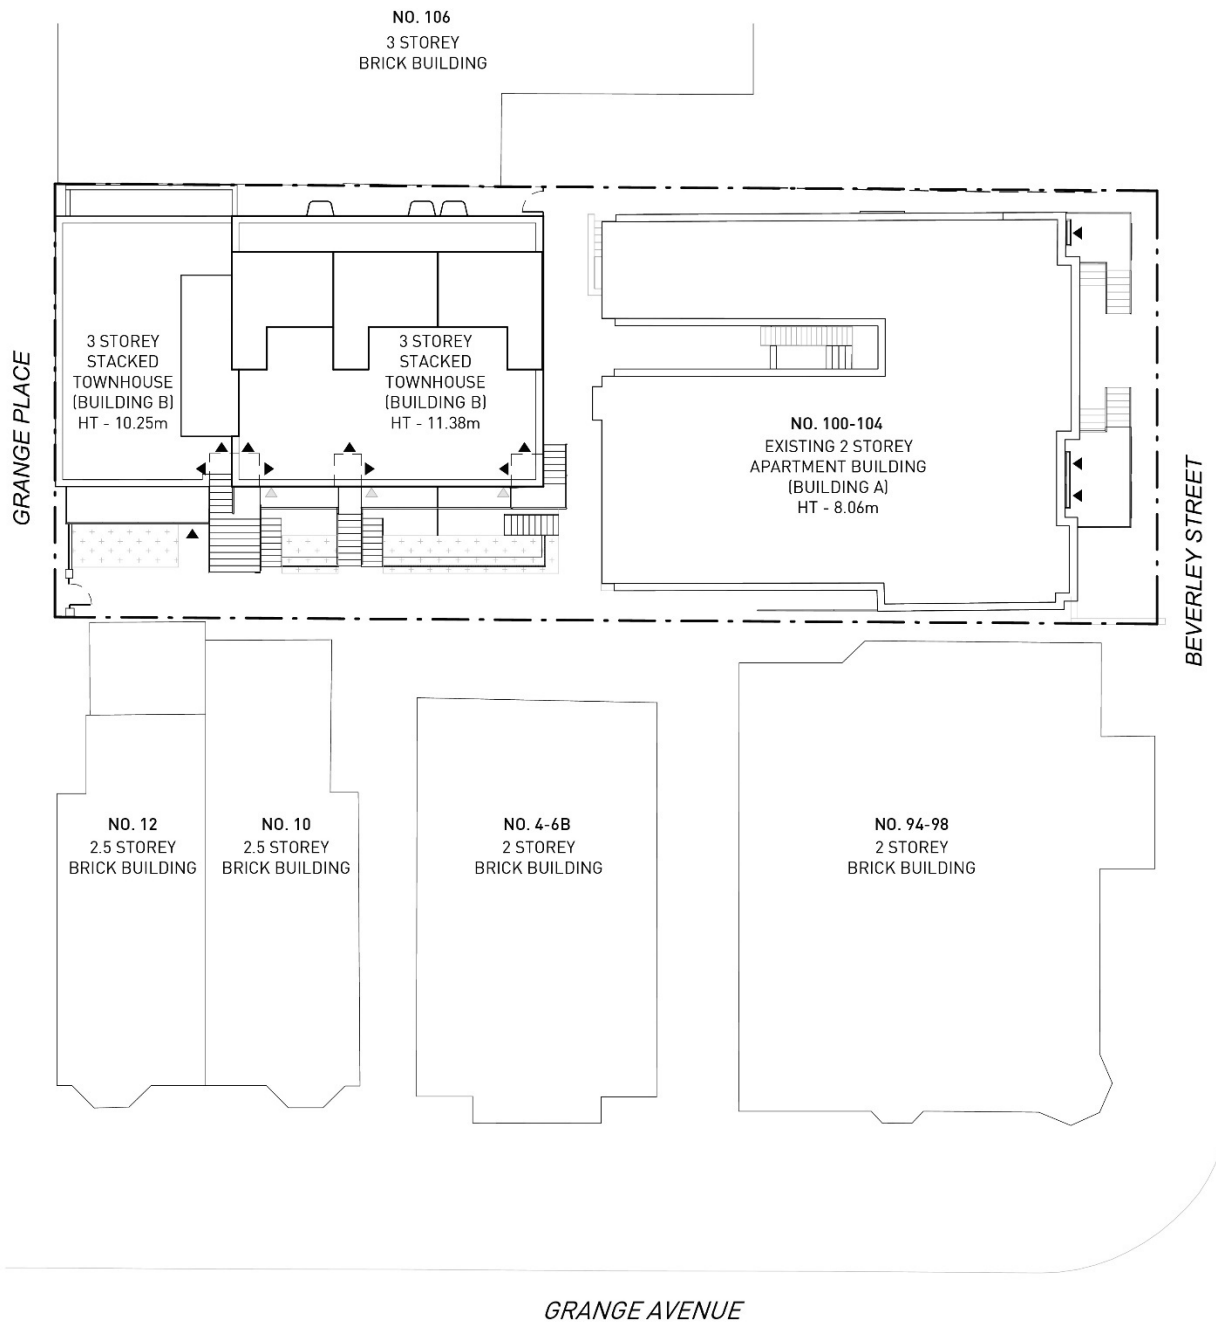 NO. 106
3 STOREY
BRICK BUILDING
GRANGE PLACE
3 STOREY
STACKED
TOWNHOUSE
(BUILDING B)
HT - 10.25m
3 STOREY
STACKED
TOWNHOUSE
(BUILDING B)
HT - 11.38m
NO. 100-104
EXISTING 2 STOREY
APARTMENT BUILDING
(BUILDING A)
HT - 8.06m
BEVERLEY STREET
NO. 12
2.5 STOREY
BRICK BUILDING
NO. 10
2.5 STOREY
BRICK BUILDING
NO. 4-6B
2 STOREY
BRICK BUILDING
NO. 94-98
2 STOREY
BRICK BUILDING
GRANGE AVENUE